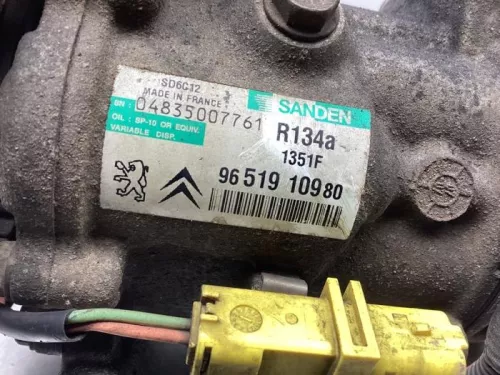 SD6C12
MADE IN FRANCE
SANDEN
SN: 04835007761
OIL: SP-10 OR EQUIV.
VARIABLE DISP.
R134a
1351F
96 519 109 80